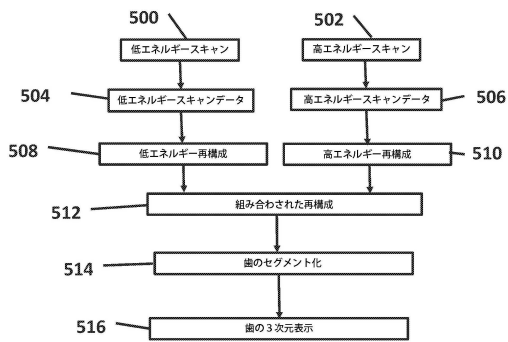 500
502
低エネルギースキャン
高エネルギースキャン
504
低エネルギースキャンデータ
高エネルギースキャンデータ
506
508
低エネルギー再構成
高エネルギー再構成
510
512
組み合わされた再構成
514
歯のセグメント化
516
歯の3次元表示